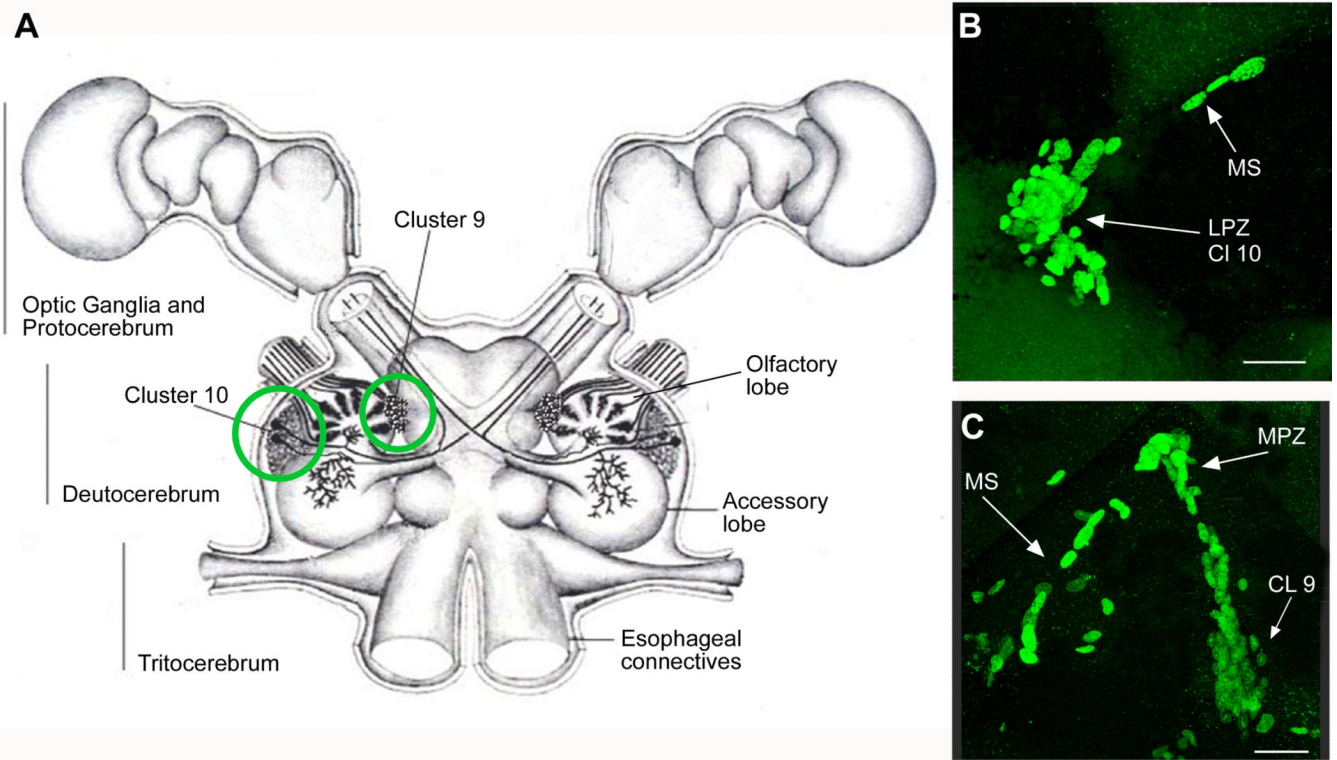 A
Cluster 9
Optic Ganglia and
Protocerebrum
Cluster 10
Olfactory
lobe
Deutocerebrum
Accessory
lobe
Tritocerebrum
Esophageal
connectives
B
MS
LPZ
Cl 10
C
MPZ
MS
CL 9